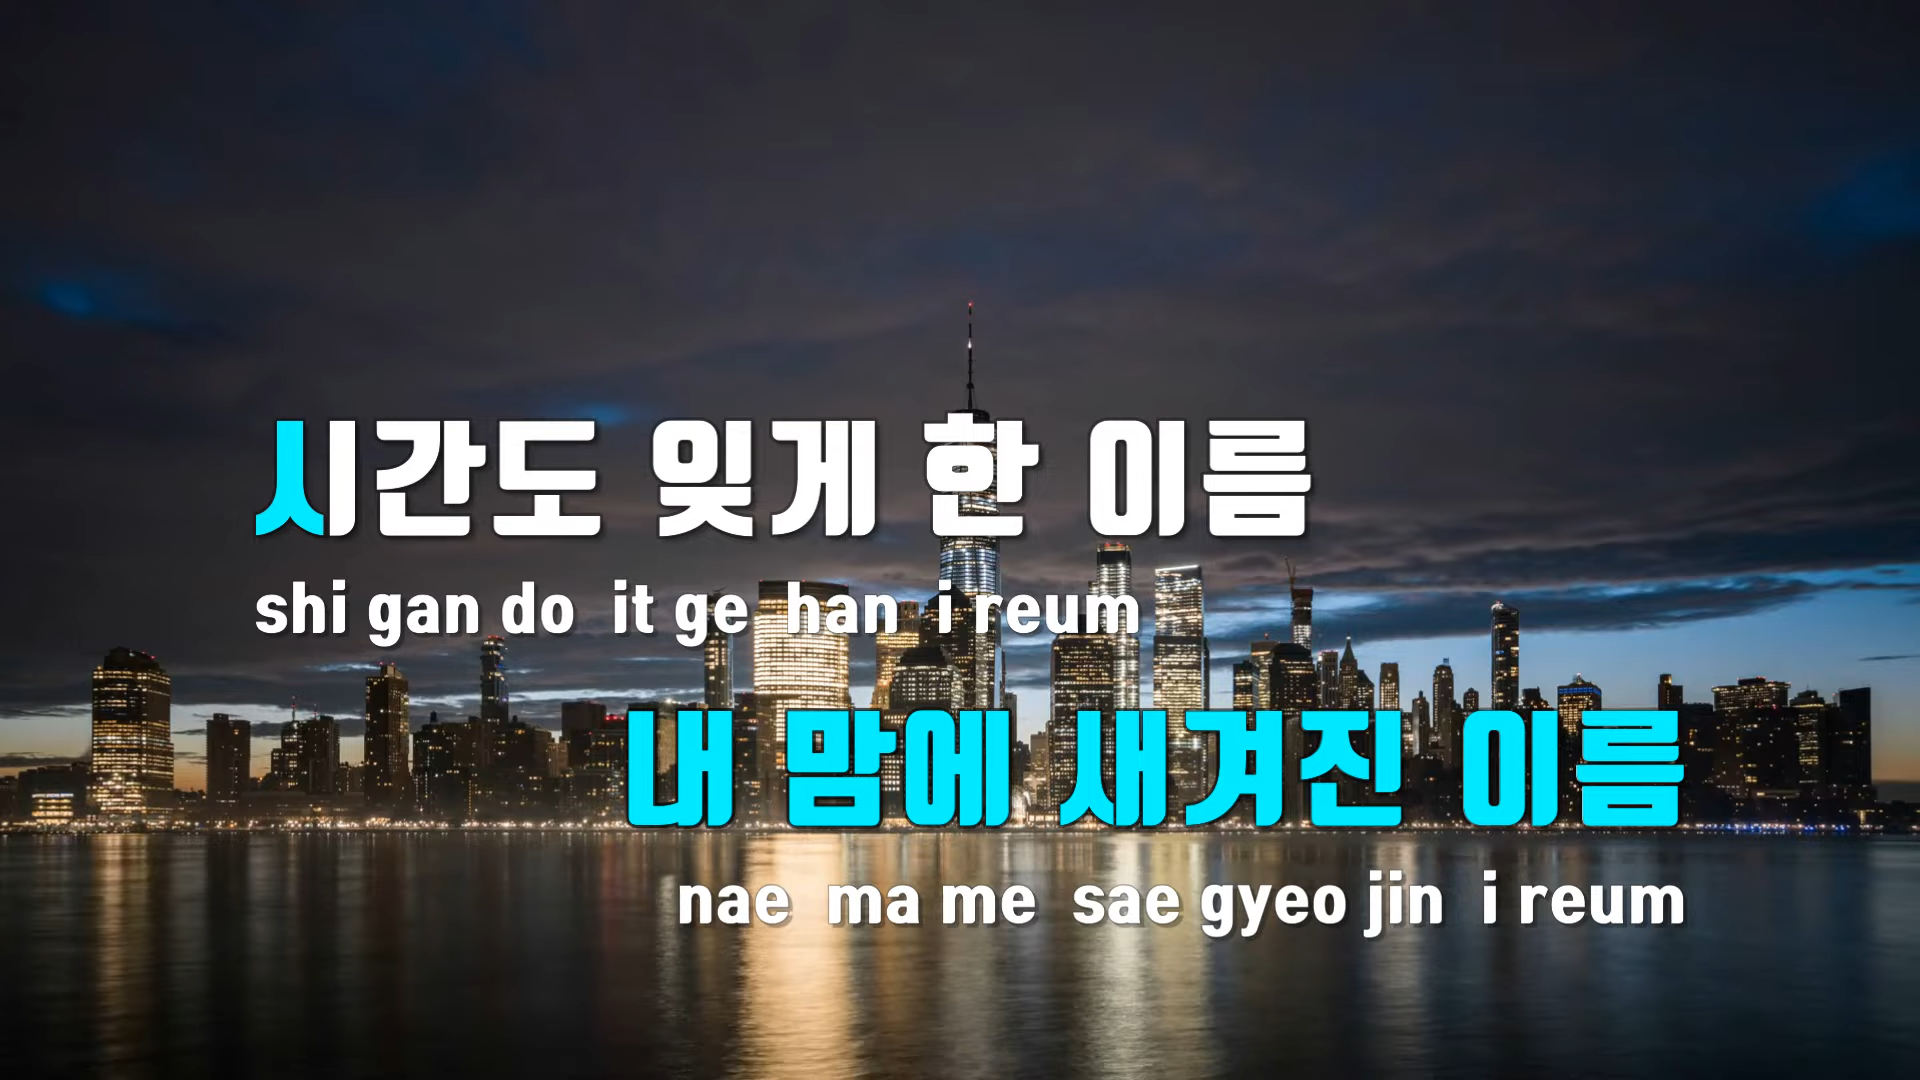 시간도 잊게 한 이름
shi gan do it ge han i reum
내 맘에 새겨진 이름
nae ma me sae gyeo jin i reum